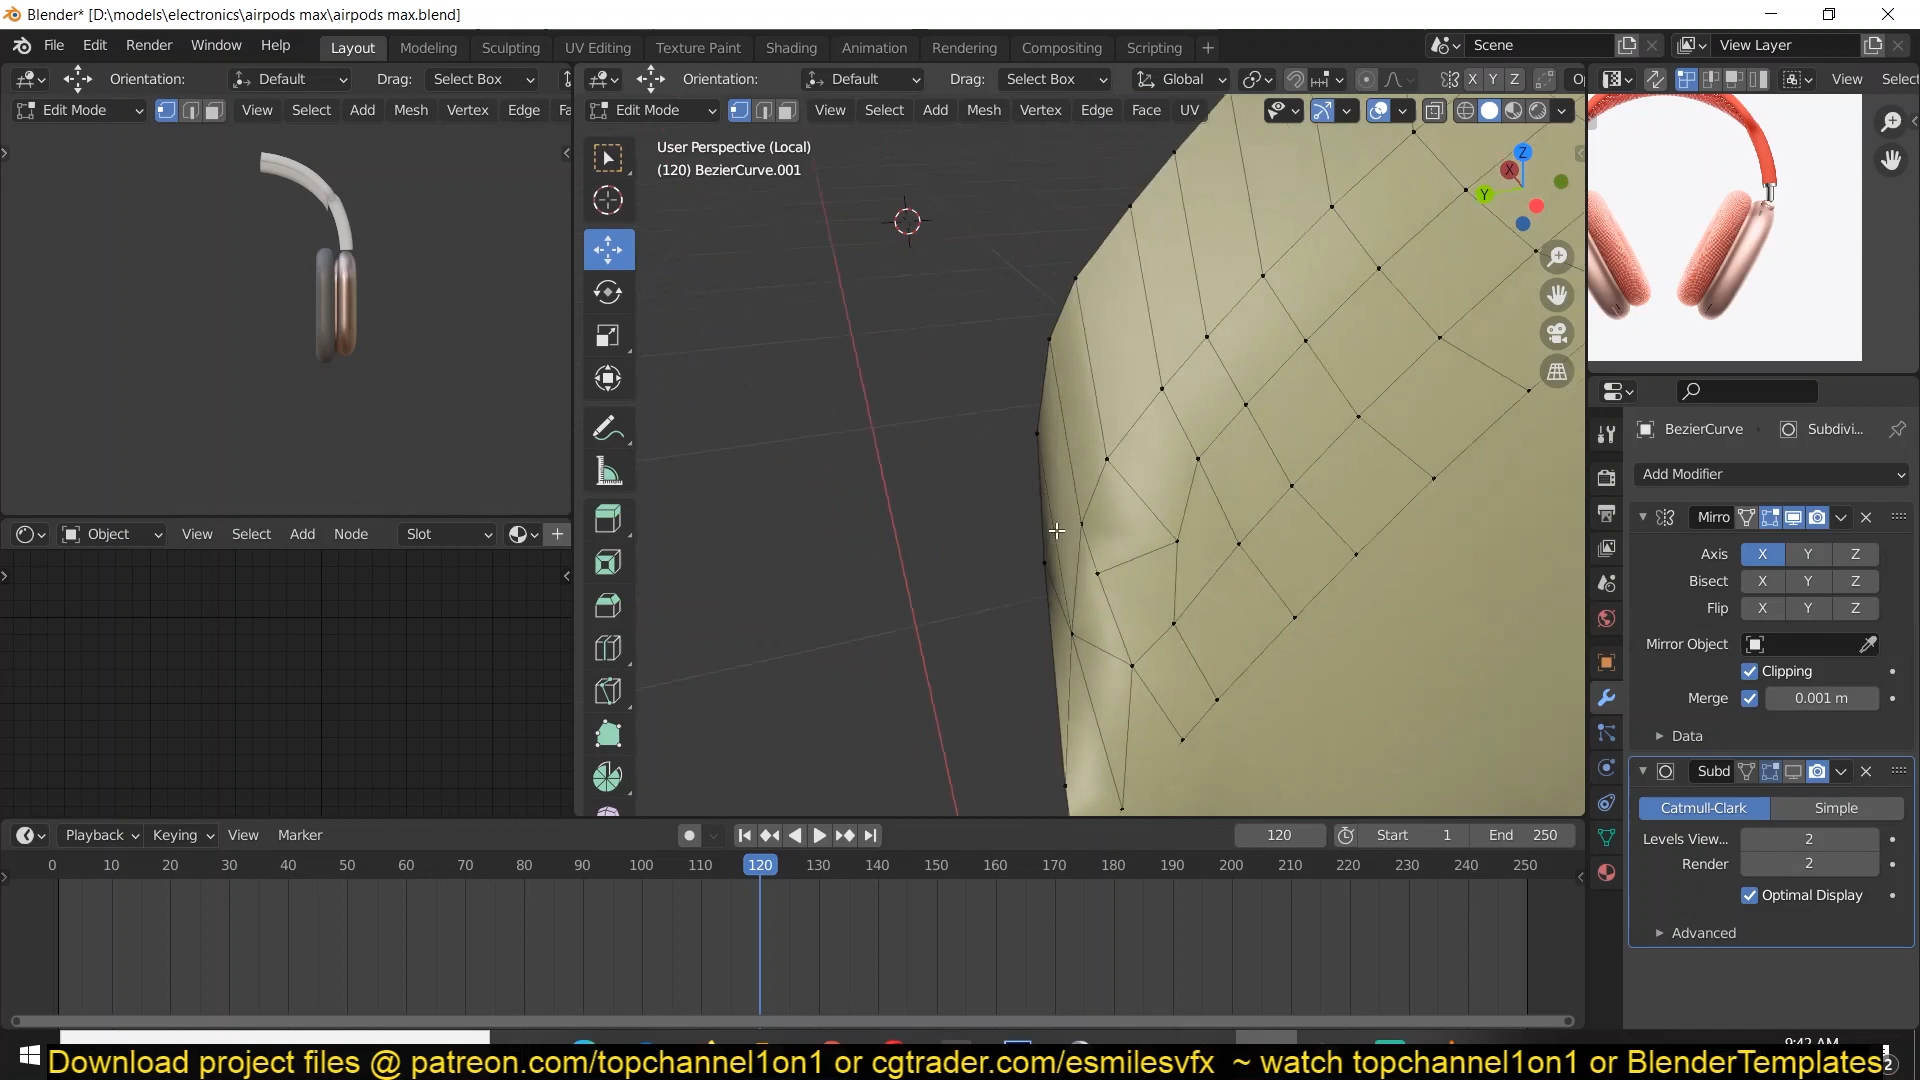 Blender* [D:\models\electronics\airpods max\airpods max.blend]
File Edit Render Window Help Layout Modeling Sculpting UV Editing Texture Paint Shading Animation Rendering Compositing Scripting + Scene View Layer
Orientation: Default Drag: Select Box Orientation: Default Drag: Select Box Global X Y Z Op View Select
Edit Mode View Select Add Mesh Vertex Edge Fa Edit Mode View Select Add Mesh Vertex Edge Face UV
User Perspective (Local)
(120) BezierCurve.001
Z
X
Y
BezierCurve Subdivi...
Add Modifier
Mirro
Axis X Y Z
Bisect X Y Z
Flip X Y Z
Mirror Object
Clipping
Merge 0.001 m
Data
Subd
Catmull-Clark Simple
Levels View... 2
Render 2
Optimal Display
Advanced
Object View Select Add Node Slot
Playback Keying View Marker 120 Start 1 End 250
0 10 20 30 40 50 60 70 80 90 100 110 120 130 140 150 160 170 180 190 200 210 220 230 240 250
9:42 AM
Download project files @ patreon.com/topchannel1on1 or cgtrader.com/esmilesvfx ~ watch topchannel1on1 or BlenderTemplates
2